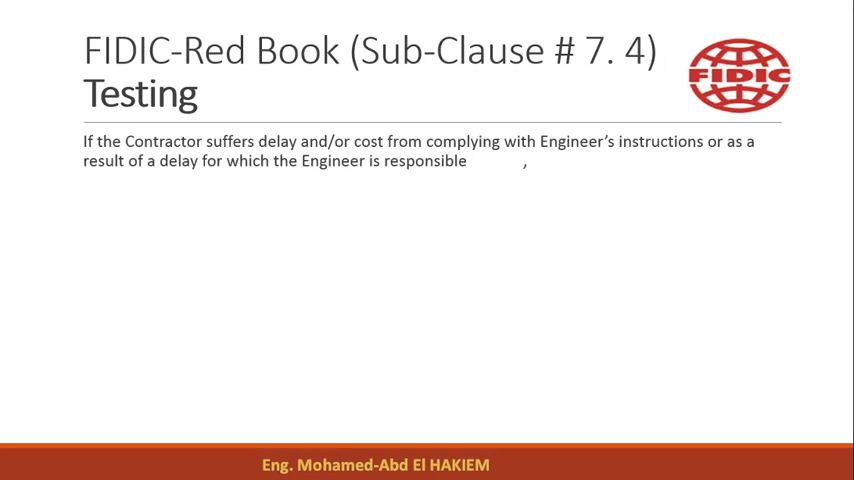 FIDIC-Red Book (Sub-Clause # 7. 4)
Testing
FIDIC
If the Contractor suffers delay and/or cost from complying with Engineer’s instructions or as a
result of a delay for which the Engineer is responsible ,
Eng. Mohamed-Abd El HAKIEM